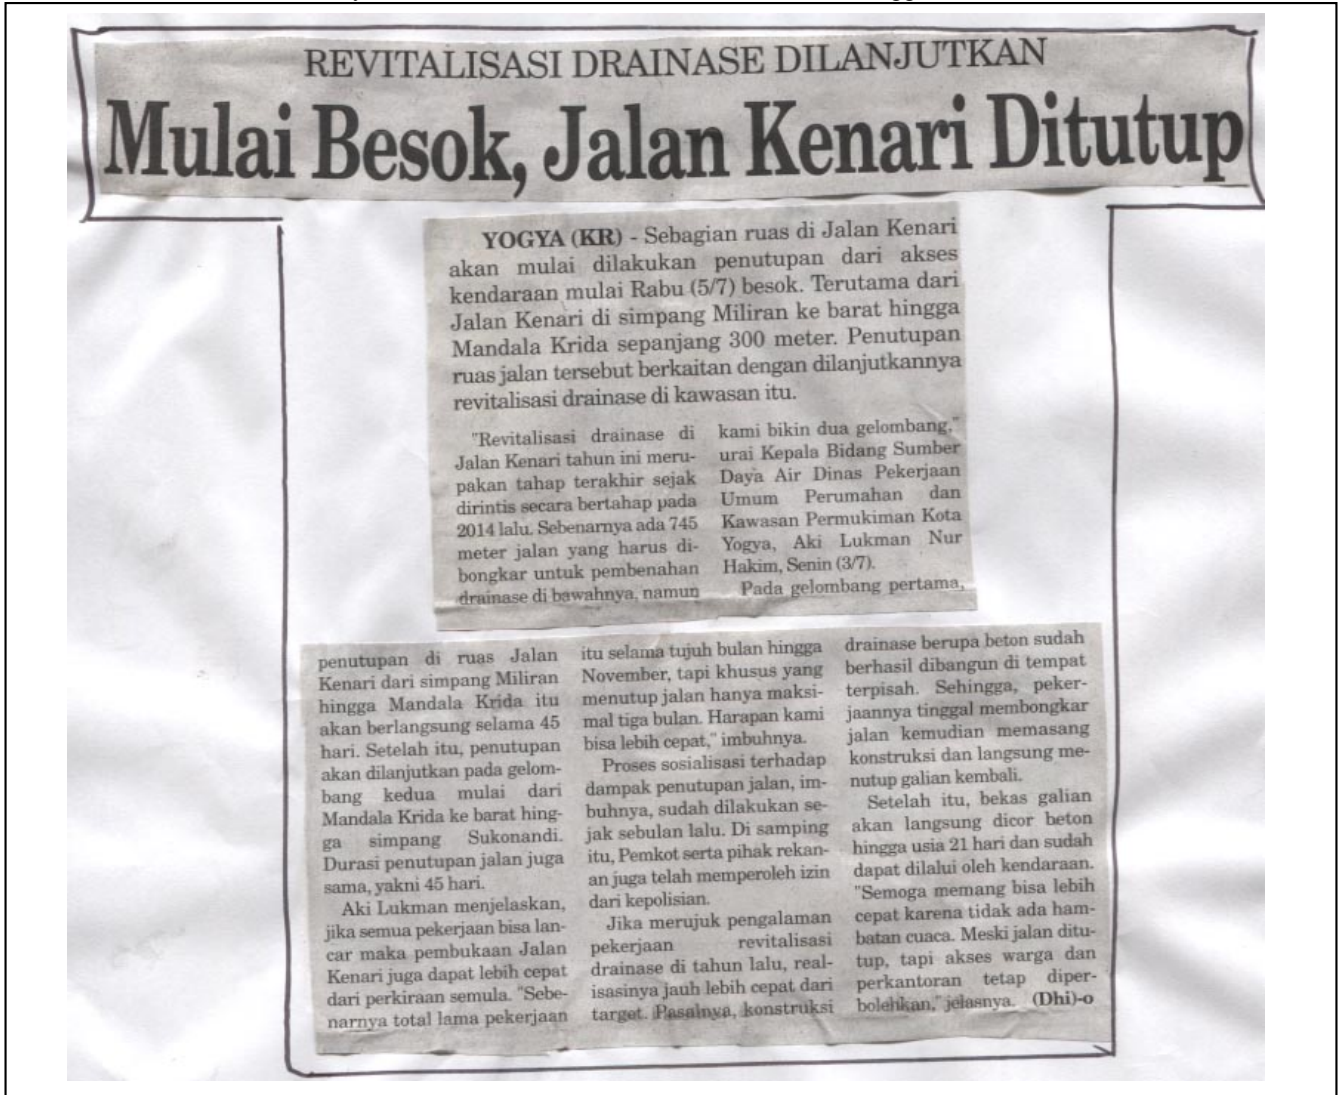 REVITALISASI DRAINASE DILANJUTKAN
Mulai Besok, Jalan Kenari Ditutup
YOGYA (KR) - Sebagian ruas di Jalan Kenari
akan mulai dilakukan penutupan dari akses
kendaraan mulai Rabu (5/7) besok. Terutama dari
Jalan Kenari di simpang Miliran ke barat hingga
Mandala Krida sepanjang 300 meter. Penutupan
ruas jalan tersebut berkaitan dengan dilanjutkannya
revitalisasi drainase di kawasan itu.
"Revitalisasi drainase di
Jalan Kenari tahun ini meru-
pakan tahap terakhir sejak
dirintis secara bertahap pada
2014 lalu. Sebenarnya ada 745
meter jalan yang harus di-
bongkar untuk pembenahan
drainase di bawahnya, namun
kami bikin dua gelombang,"
urai Kepala Bidang Sumber
Daya Air Dinas Pekerjaan
Umum Perumahan dan
Kawasan Permukiman Kota
Yogya, Aki Lukman Nur
Hakim, Senin (3/7).
Pada gelombang pertama,
penutupan di ruas Jalan
Kenari dari simpang Miliran
hingga Mandala Krida itu
akan berlangsung selama 45
hari. Setelah itu, penutupan
akan dilanjutkan pada gelom-
bang kedua mulai dari
Mandala Krida ke barat hing-
ga simpang Sukonandi.
Durasi penutupan jalan juga
sama, yakni 45 hari.
Aki Lukman menjelaskan,
jika semua pekerjaan bisa lan-
car maka pembukaan Jalan
Kenari juga dapat lebih cepat
dari perkiraan semula. "Sebe-
narnya total lama pekerjaan
itu selama tujuh bulan hingga
November, tapi khusus yang
menutup jalan hanya maksi-
mal tiga bulan. Harapan kami
bisa lebih cepat," imbuhnya.
Proses sosialisasi terhadap
dampak penutupan jalan, im-
buhnya, sudah dilakukan se-
jak sebulan lalu. Di samping
itu, Pemkot serta pihak rekan-
an juga telah memperoleh izin
dari kepolisian.
Jika merujuk pengalaman
pekerjaan revitalisasi
drainase di tahun lalu, real-
isasinya jauh lebih cepat dari
target. Pasalnya, konstruksi
drainase berupa beton sudah
berhasil dibangun di tempat
terpisah. Sehingga, peker-
jaannya tinggal membongkar
jalan kemudian memasang
konstruksi dan langsung me-
nutup galian kembali.
Setelah itu, bekas galian
akan langsung dicor beton
hingga usia 21 hari dan sudah
dapat dilalui oleh kendaraan.
"Semoga memang bisa lebih
cepat karena tidak ada ham-
batan cuaca. Meski jalan ditu-
tup, tapi akses warga dan
perkantoran tetap diper-
bolehkan," jelasnya. (Dhi)-o